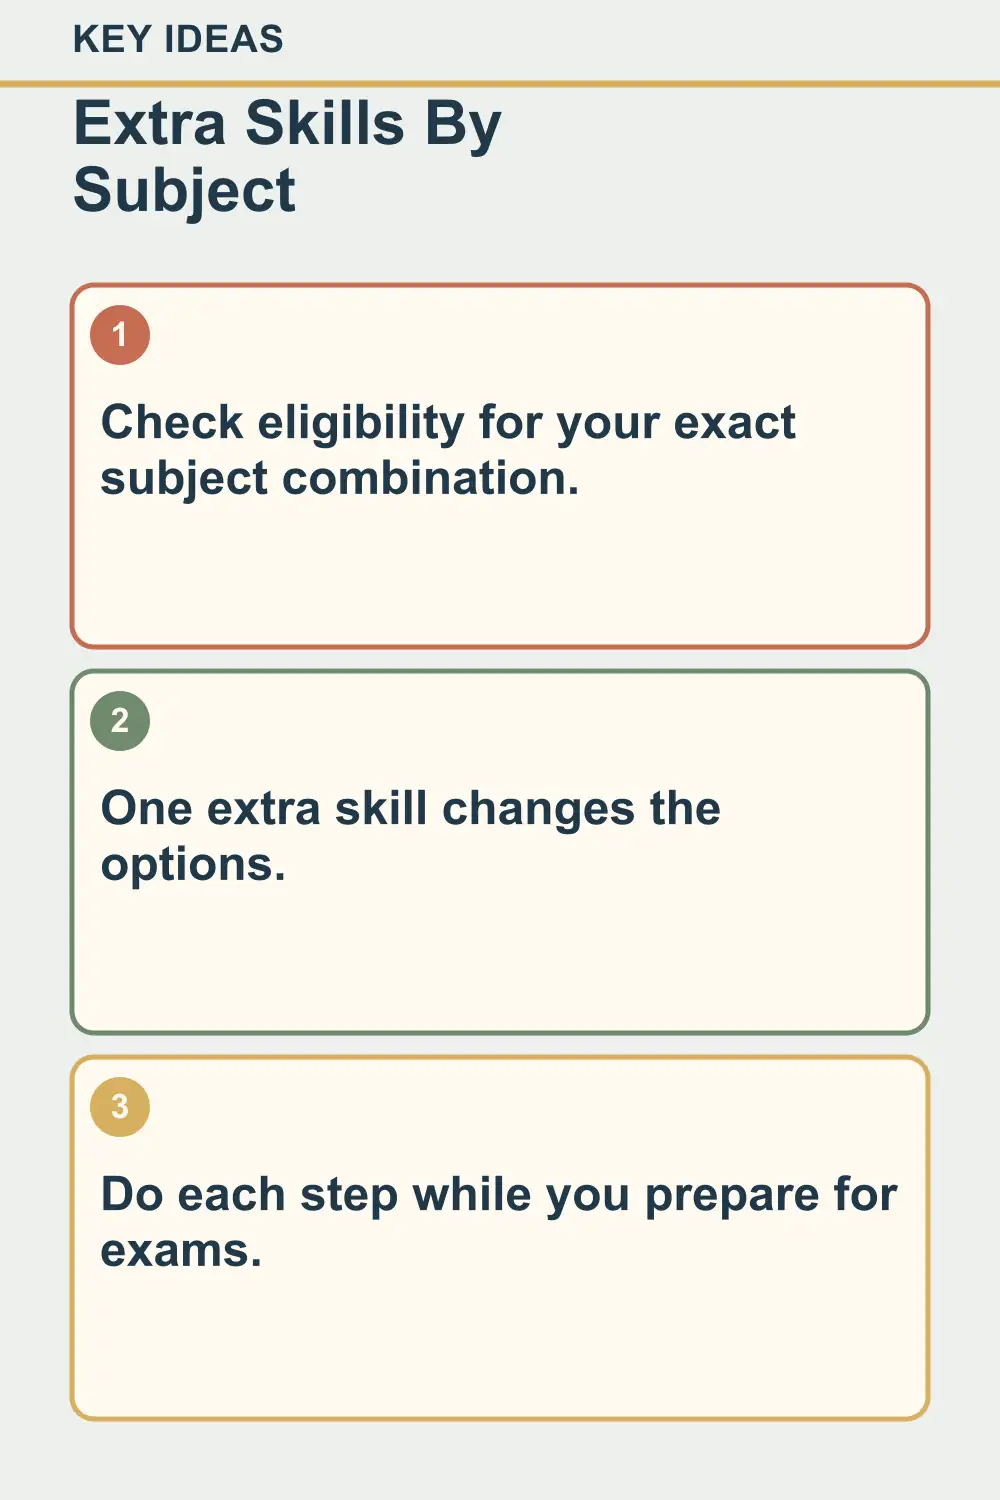 KEY IDEAS
Extra Skills By
Subject
1
Check eligibility for your exact
subject combination.
2
One extra skill changes the
options.
3
Do each step while you prepare for
exams.